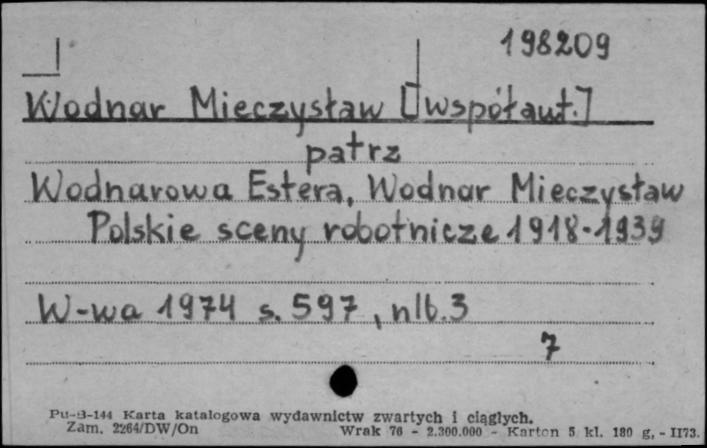 198209
Wodnar Mieczysław [współaut.]
patrz
Wodnarowa Estera, Wodnar Mieczysław
Polskie sceny robotnicze 1918-1939
W-wa 1974 s. 597, nlb. 3
7
Pu-B-144 Karta katalogowa wydawnictw zwartych i ciągłych.
Zam. 2264/DW/On Wrak 76 - 2.300.000 - Karton 5 kl. 180 g. - II73.